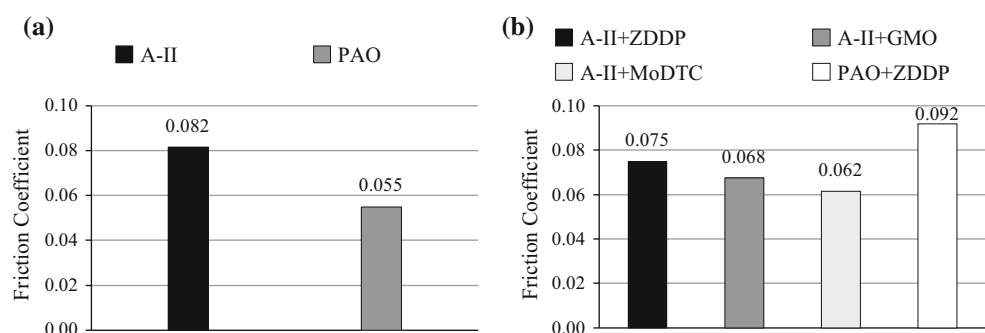 (a)
A-II PAO
Friction Coefficient
0.10
0.08
0.06
0.04
0.02
0.00
0.082
0.055
(b)
A-II+ZDDP A-II+GMO
A-II+MoDTC PAO+ZDDP
Friction Coefficient
0.10
0.08
0.06
0.04
0.02
0.00
0.075
0.068
0.062
0.092